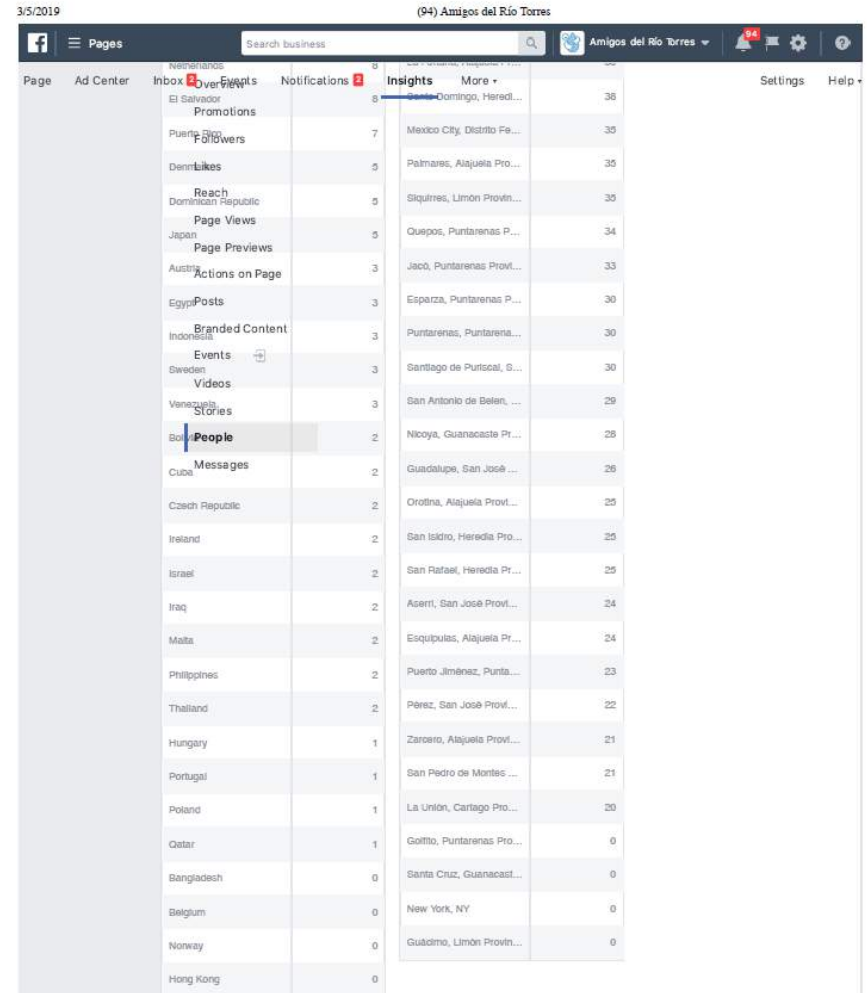 3/5/2019 (94) Amigos del Río Torres
Pages Search business Amigos del Río Torres 94
Page Ad Center Inbox 2 Events Notifications 2 Insights More Settings Help
Overview
Promotions
Followers
Likes
Reach
Page Views
Page Previews
Actions on Page
Posts
Branded Content
Events
Videos
Stories
People
Messages
Netherlands 8
El Salvador 8
Puerto Rico 7
Denmark 5
Dominican Republic 5
Japan 5
Austria 3
Egypt 3
Indonesia 3
Sweden 3
Venezuela 3
Bolivia 2
Cuba 2
Czech Republic 2
Ireland 2
Israel 2
Iraq 2
Malta 2
Philippines 2
Thailand 2
Hungary 1
Portugal 1
Poland 1
Qatar 1
Bangladesh 0
Belgium 0
Norway 0
Hong Kong 0
Santo Domingo, Heredi... 36
Mexico City, Distrito Fe... 35
Palmares, Alajuela Pro... 35
Siquirres, Limón Provin... 35
Quepos, Puntarenas P... 34
Jacó, Puntarenas Provi... 33
Esparza, Puntarenas P... 30
Puntarenas, Puntarena... 30
Santiago de Puriscal, S... 30
San Antonio de Belen, ... 29
Nicoya, Guanacaste Pr... 28
Guadalupe, San José ... 26
Orotina, Alajuela Provi... 25
San Isidro, Heredia Pro... 25
San Rafael, Heredia Pr... 25
Aserrí, San José Provi... 24
Esquipulas, Alajuela Pr... 24
Puerto Jiménez, Punta... 23
Pérez, San José Provi... 22
Zarcero, Alajuela Provi... 21
San Pedro de Montes ... 21
La Unión, Cartago Pro... 20
Golfito, Puntarenas Pro... 0
Santa Cruz, Guanacast... 0
New York, NY 0
Guácimo, Limón Provin... 0